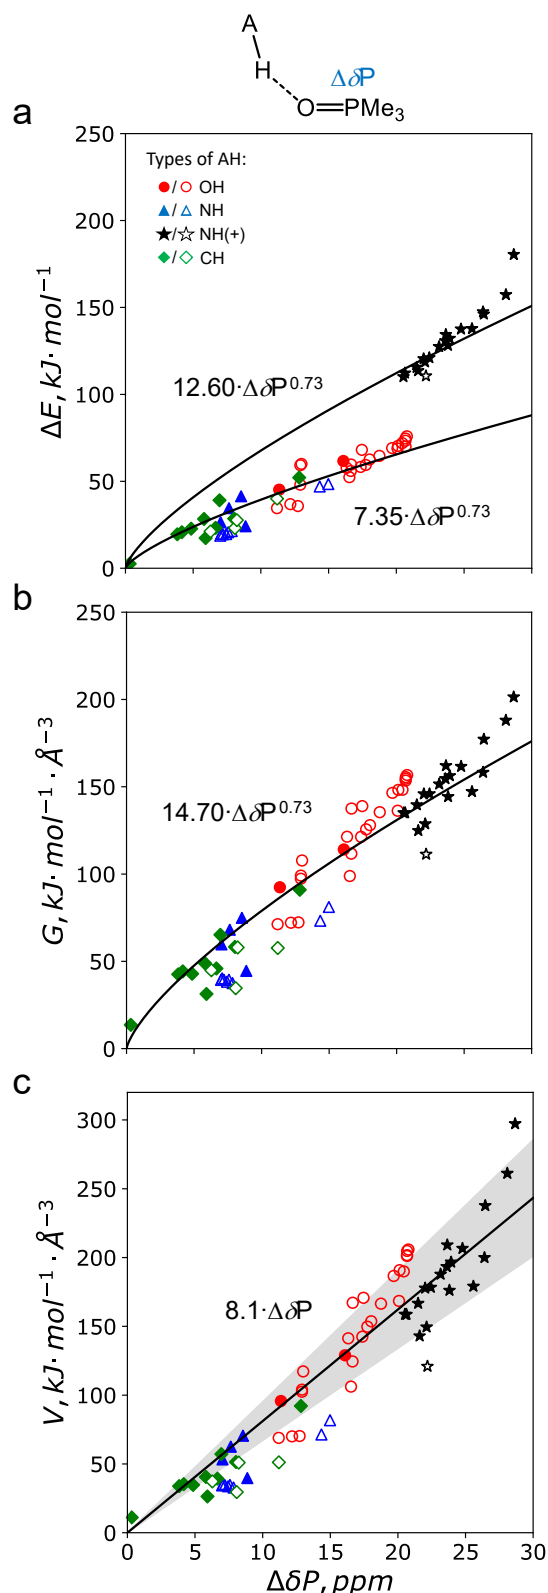 A
H
ΔδP
O=PMe₃
a
250
200
150
100
50
0
ΔE, kJ·mol⁻¹
Types of AH:
/ OH
/ NH
/ NH(+)
/ CH
12.60·ΔδP⁰·⁷³
7.35·ΔδP⁰·⁷³
b
250
200
150
100
50
0
G, kJ·mol⁻¹·Å⁻³
14.70·ΔδP⁰·⁷³
c
300
250
200
150
100
50
0
V, kJ·mol⁻¹·Å⁻³
8.1·ΔδP
0 5 10 15 20 25 30
ΔδP, ppm